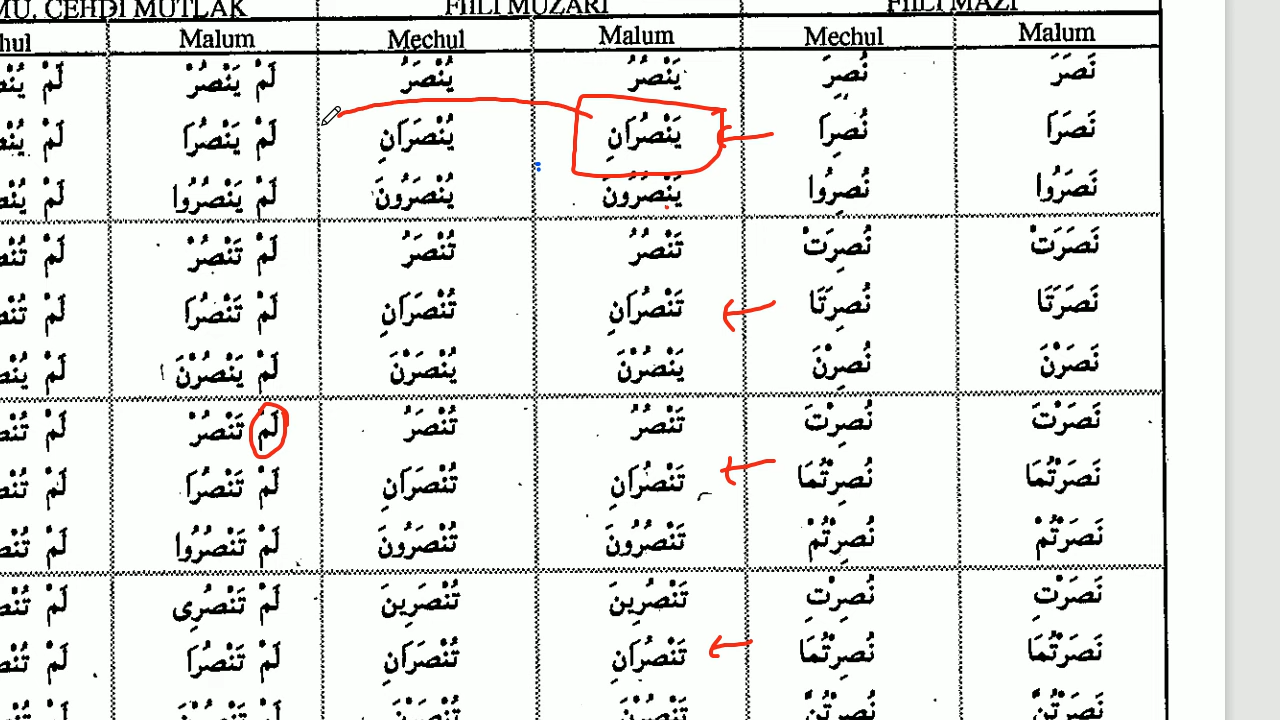 MU. CEHDİ MUTLAK FİİLİ MUZARİ FİİLİ MAZİ
Malum Mechul Malum Mechul Malum
نَصَرَ نُصِرَ يَنْصُرُ يُنْصَرُ لَمْ يَنْصُرْ لَمْ
نَصَرَا نُصِرَا يَنْصُرَانِ يُنْصَرَانِ لَمْ يَنْصُرَا لَمْ
نَصَرُوا نُصِرُوا يَنْصُرُونَ يُنْصَرُونَ لَمْ يَنْصُرُوا لَمْ
نَصَرَتْ نُصِرَتْ تَنْصُرُ تُنْصَرُ لَمْ تَنْصُرْ لَمْ
نَصَرَتَا نُصِرَتَا تَنْصُرَانِ تُنْصَرَانِ لَمْ تَنْصُرَا لَمْ
نَصَرْنَ نُصِرْنَ يَنْصُرْنَ يُنْصَرْنَ لَمْ يَنْصُرْنَ لَمْ
نَصَرْتَ نُصِرْتَ تَنْصُرُ تُنْصَرُ لَمْ تَنْصُرْ لَمْ
نَصَرْتُمَا نُصِرْتُمَا تَنْصُرَانِ تُنْصَرَانِ لَمْ تَنْصُرَا لَمْ
نَصَرْتُمْ نُصِرْتُمْ تَنْصُرُونَ تُنْصَرُونَ لَمْ تَنْصُرُوا لَمْ
نَصَرْتِ نُصِرْتِ تَنْصُرِينَ تُنْصَرِينَ لَمْ تَنْصُرِى لَمْ
نَصَرْتُمَا نُصِرْتُمَا تَنْصُرَانِ تُنْصَرَانِ لَمْ تَنْصُرَا لَمْ
نَصَرْتُنَّ نُصِرْتُنَّ تَنْصُرْنَ تُنْصَرْنَ لَمْ تَنْصُرْنَ لَمْ